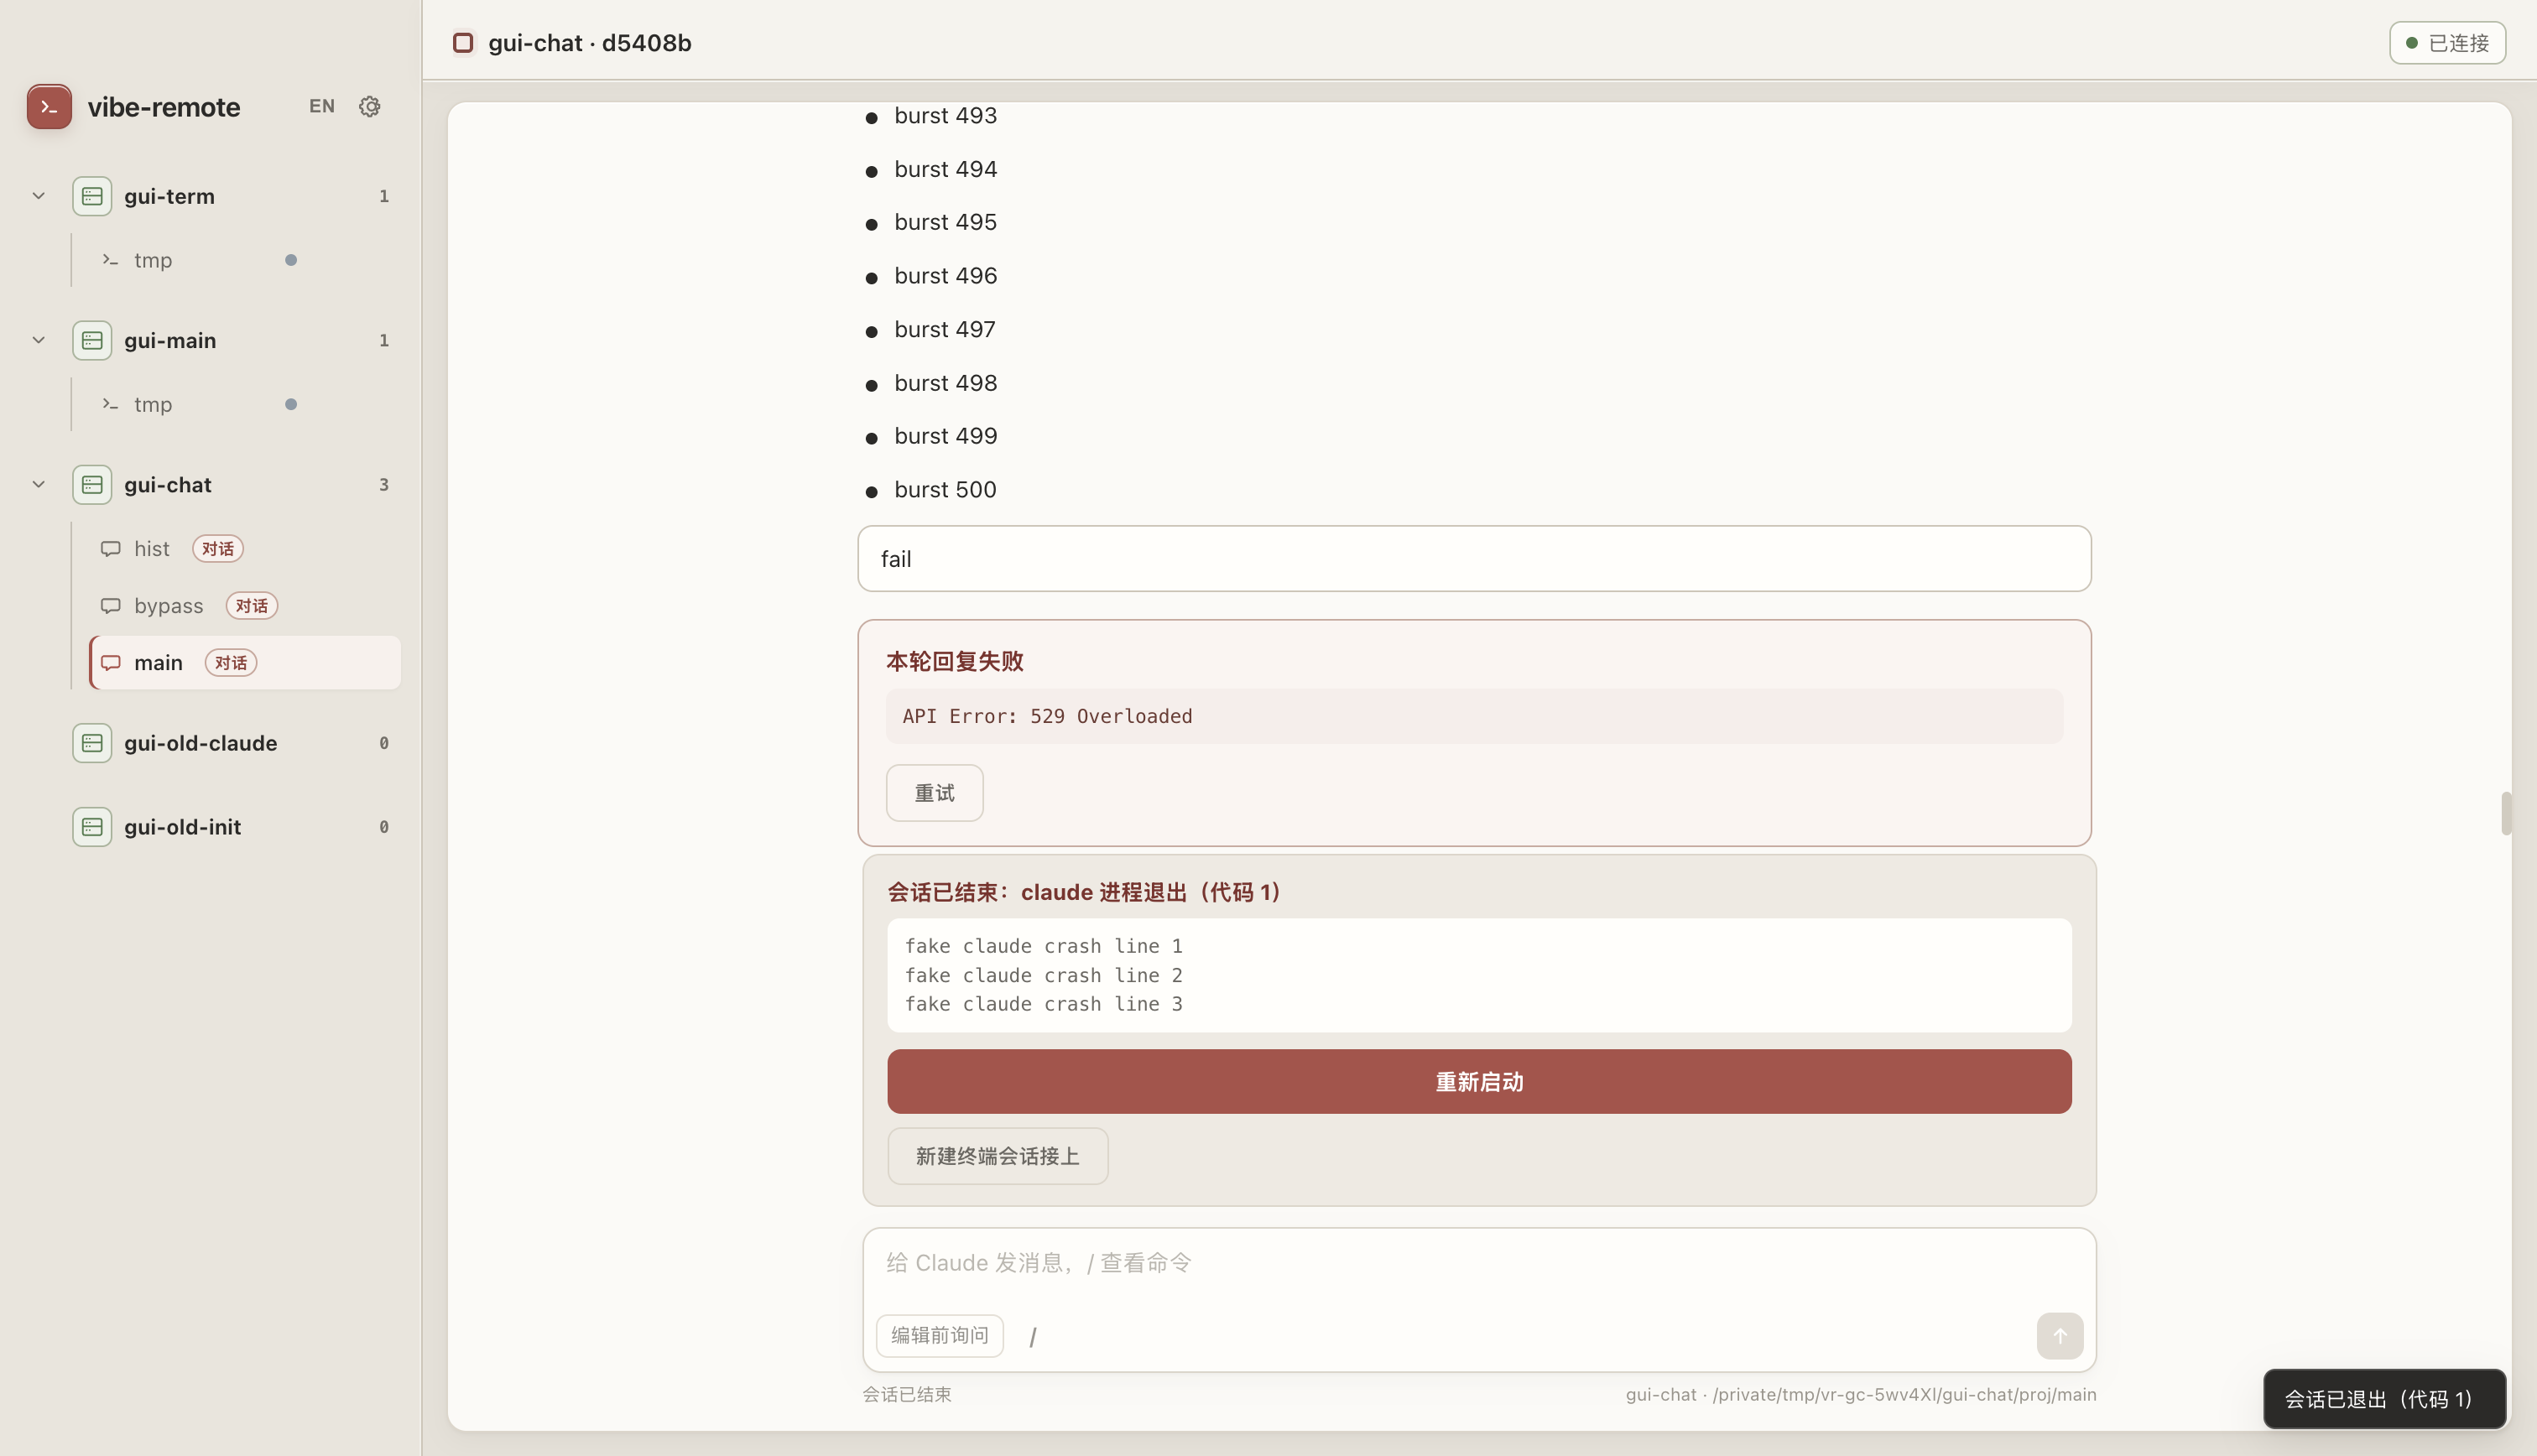 vibe-remote
EN
gui-term
1
tmp
gui-main
1
tmp
gui-chat
3
hist
对话
bypass
对话
main
对话
gui-old-claude
0
gui-old-init
0
gui-chat · d5408b
已连接
burst 493
burst 494
burst 495
burst 496
burst 497
burst 498
burst 499
burst 500
fail
本轮回复失败
API Error: 529 Overloaded
重试
会话已结束：claude 进程退出（代码 1）
fake claude crash line 1
fake claude crash line 2
fake claude crash line 3
重新启动
新建终端会话接上
给 Claude 发消息，/ 查看命令
编辑前询问
/
会话已结束
gui-chat · /private/tmp/vr-gc-5wv4Xl/gui-chat/proj/main
会话已退出（代码 1）